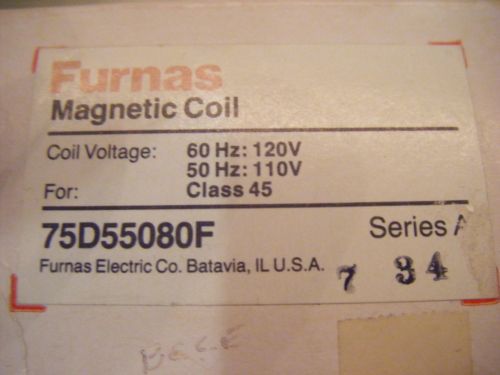 Furnas
Magnetic Coil
Coil Voltage: 60 Hz: 120V
50 Hz: 110V
For: Class 45
75D55080F Series A
Furnas Electric Co. Batavia, IL U.S.A. 7 34